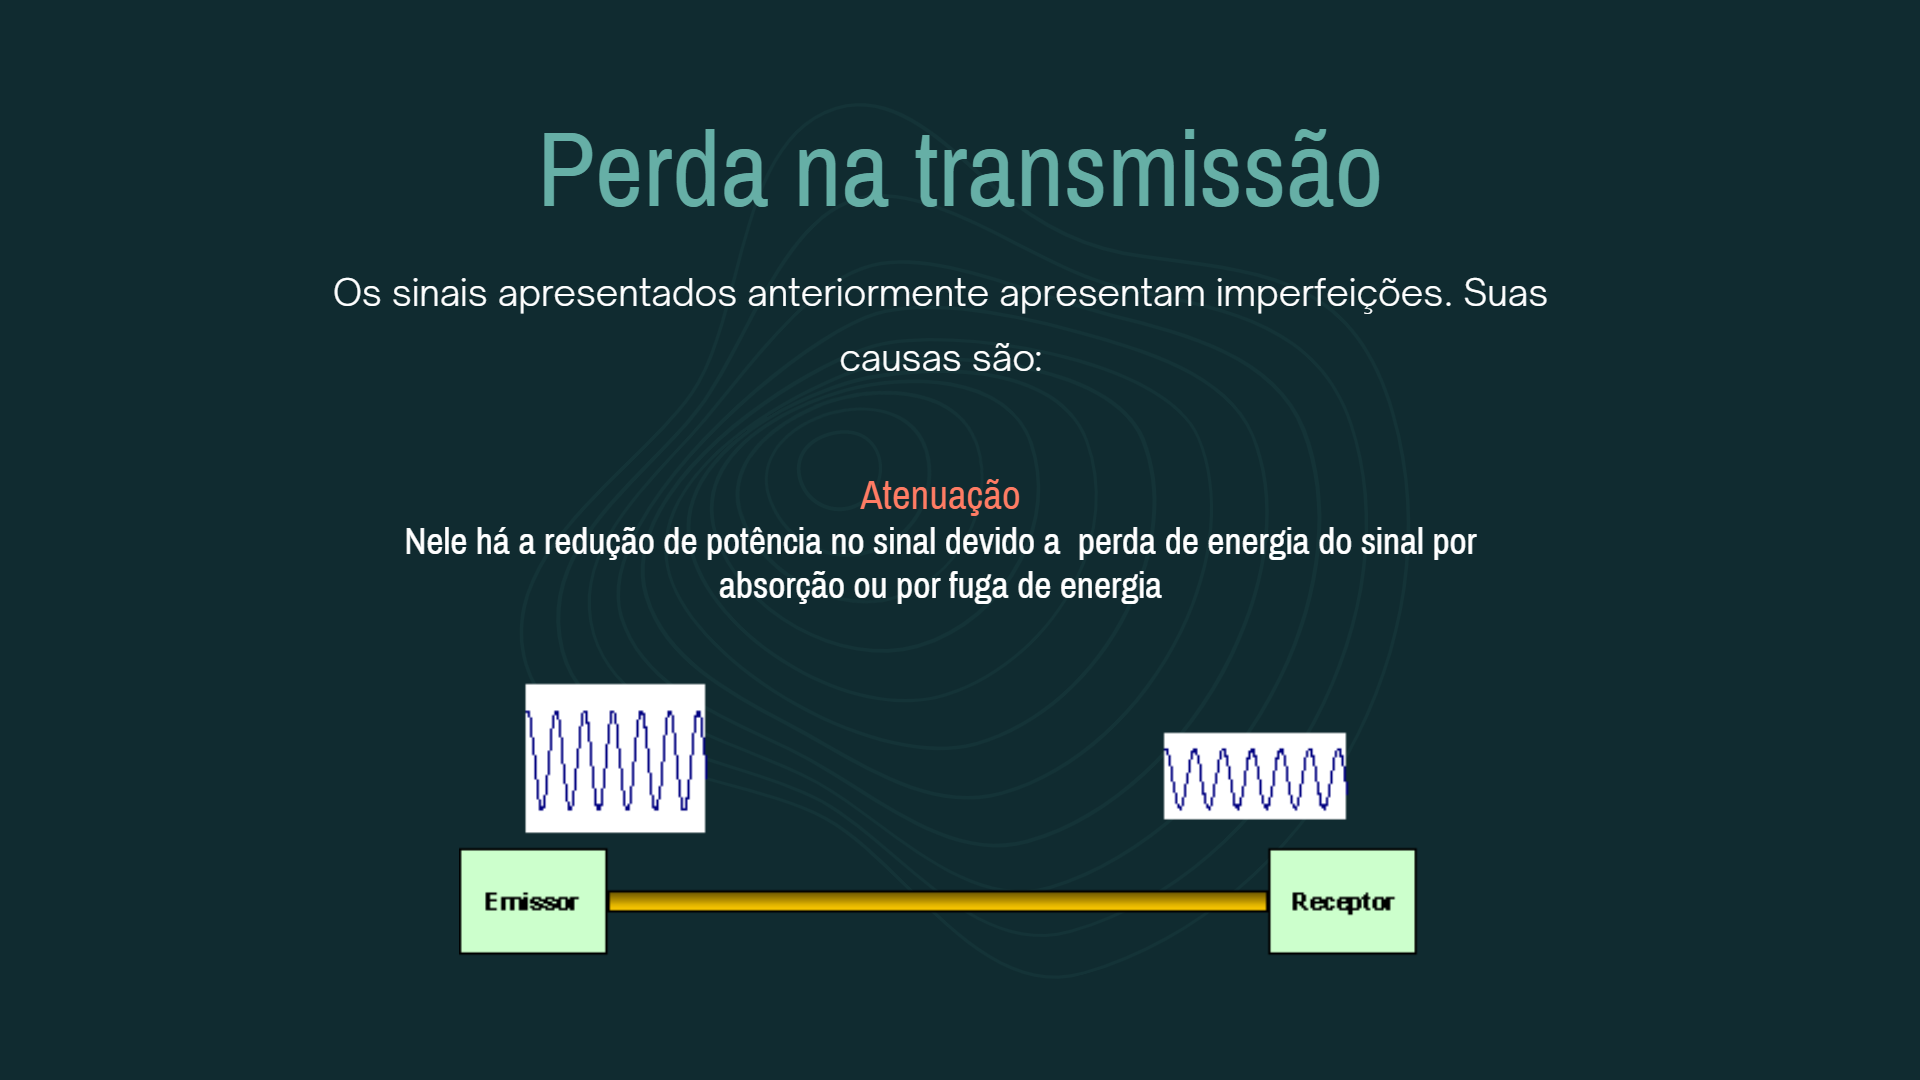 Perda na transmissão
Os sinais apresentados anteriormente apresentam imperfeições. Suas
causas são:
Atenuação
Nele há a redução de potência no sinal devido a  perda de energia do sinal por
absorção ou por fuga de energia
Emissor
Receptor